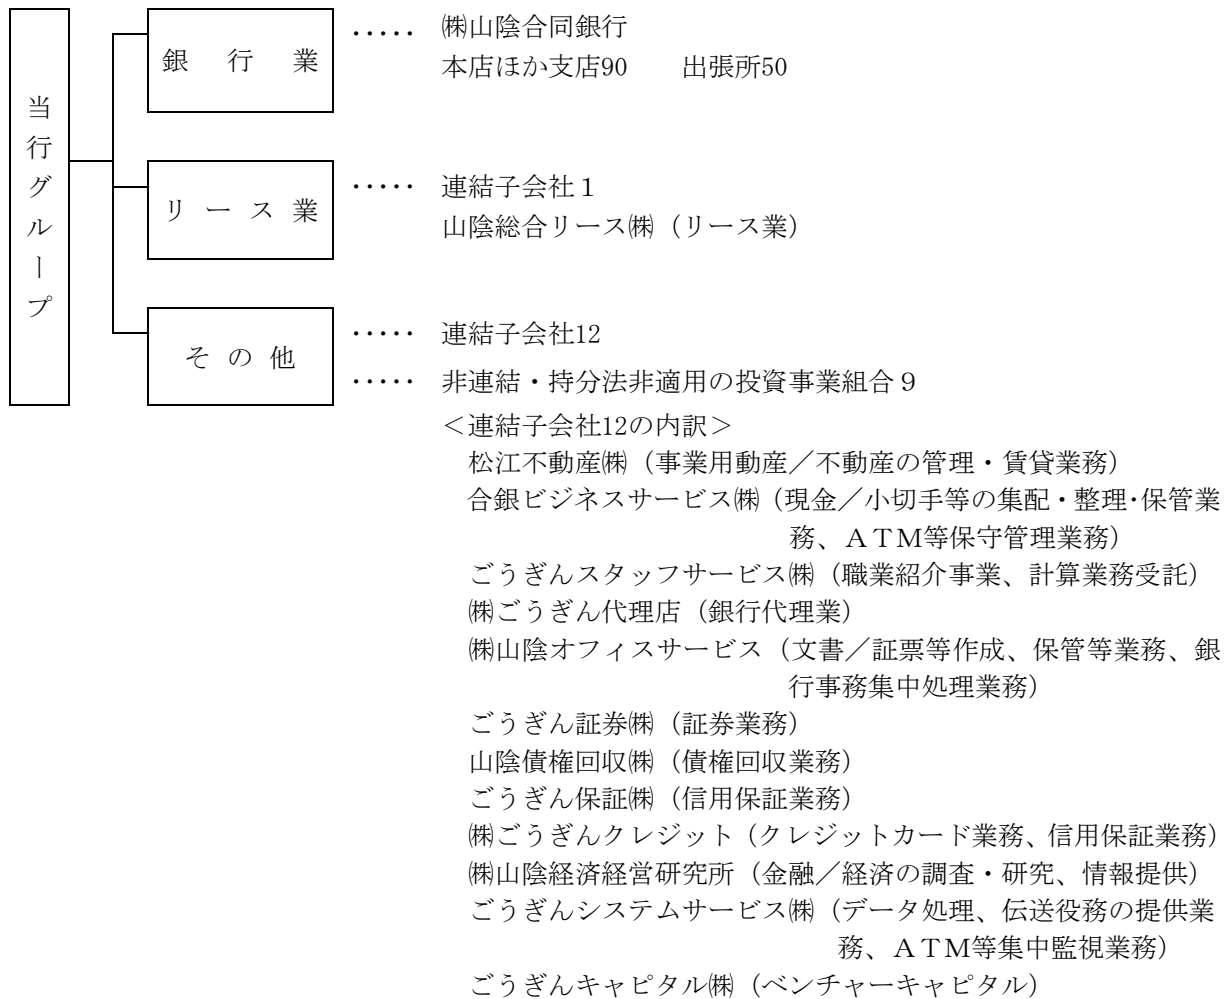 当行グループ
銀行業
‥‥‥ ㈱山陰合同銀行
本店ほか支店90　　出張所50
リース業
‥‥‥ 連結子会社１
山陰総合リース㈱（リース業）
その他
‥‥‥ 連結子会社12
‥‥‥ 非連結・持分法非適用の投資事業組合９
＜連結子会社12の内訳＞
松江不動産㈱（事業用動産／不動産の管理・賃貸業務）
合銀ビジネスサービス㈱（現金／小切手等の集配・整理・保管業
務、ＡＴＭ等保守管理業務）
ごうぎんスタッフサービス㈱（職業紹介事業、計算業務受託）
㈱ごうぎん代理店（銀行代理業）
㈱山陰オフィスサービス（文書／証票等作成、保管等業務、銀
行事務集中処理業務）
ごうぎん証券㈱（証券業務）
山陰債権回収㈱（債権回収業務）
ごうぎん保証㈱（信用保証業務）
㈱ごうぎんクレジット（クレジットカード業務、信用保証業務）
㈱山陰経済経営研究所（金融／経済の調査・研究、情報提供）
ごうぎんシステムサービス㈱（データ処理、伝送役務の提供業
務、ＡＴＭ等集中監視業務）
ごうぎんキャピタル㈱（ベンチャーキャピタル）